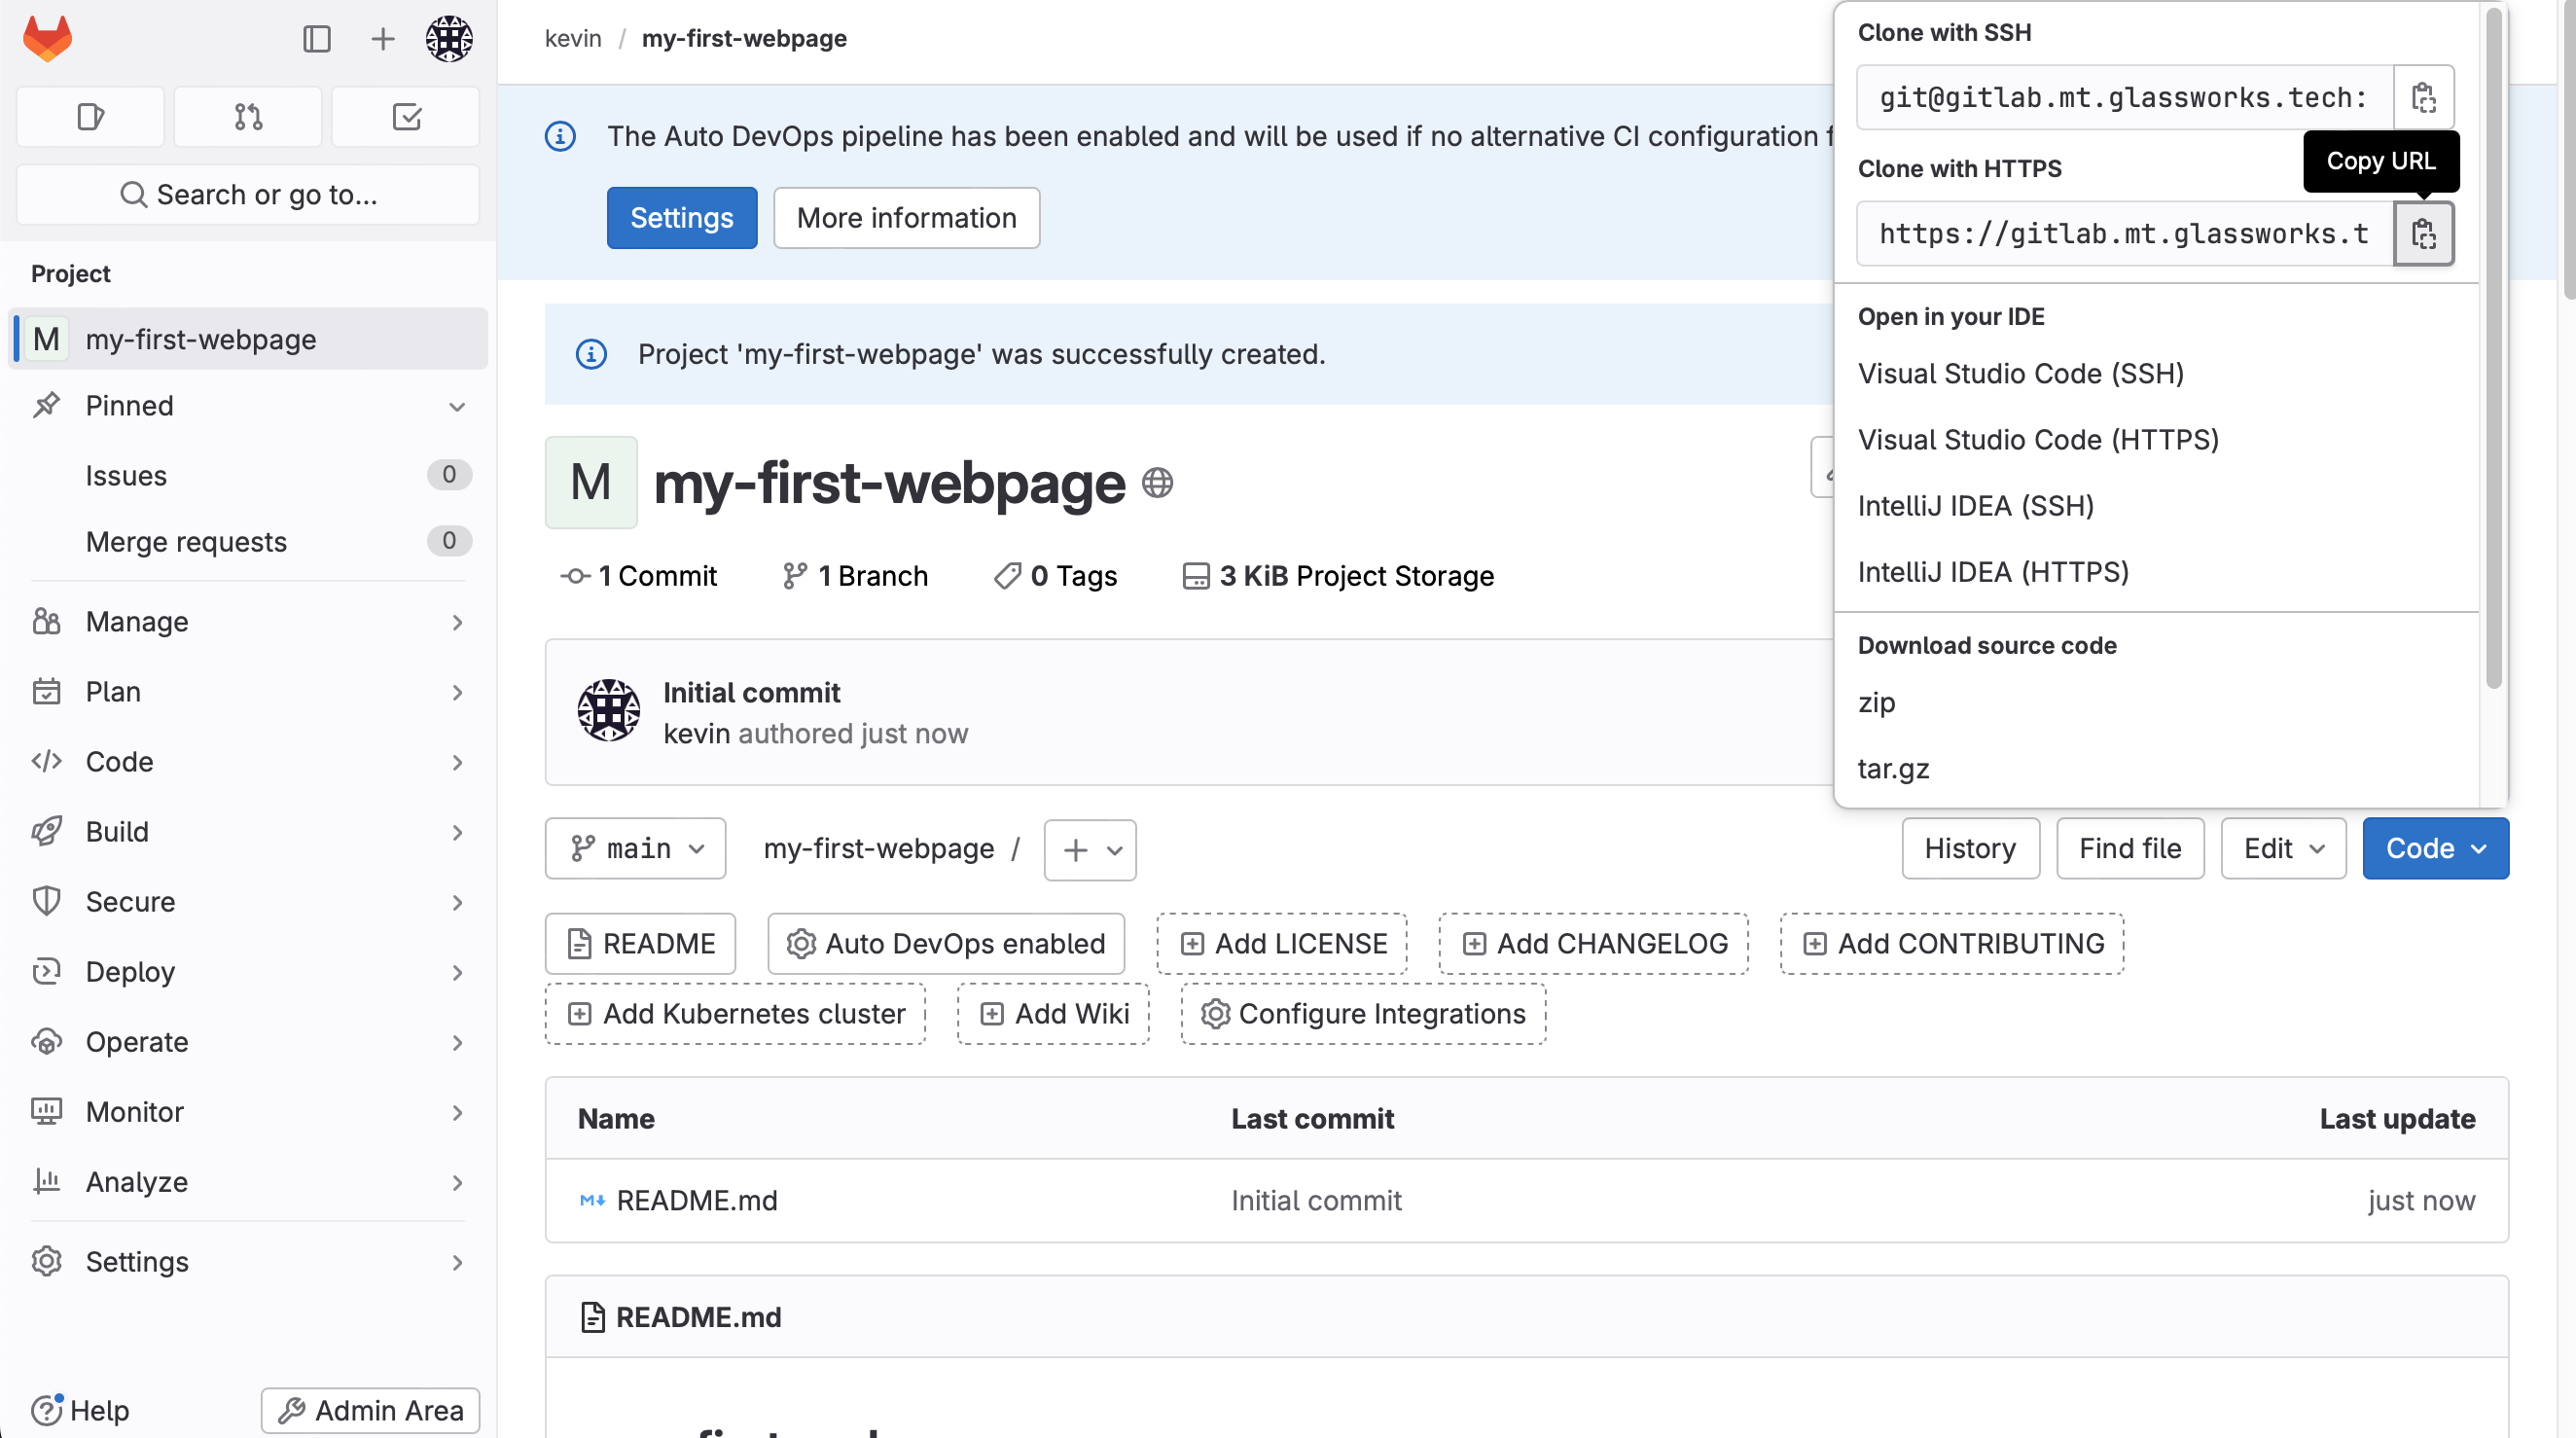 kevin / my-first-webpage
Search or go to...
Project
M my-first-webpage
Pinned
Issues 0
Merge requests 0
Manage
Plan
Code
Build
Secure
Deploy
Operate
Monitor
Analyze
Settings
Help
Admin Area
The Auto DevOps pipeline has been enabled and will be used if no alternative CI configuration
Settings More information
Project 'my-first-webpage' was successfully created.
M my-first-webpage
1 Commit 1 Branch 0 Tags 3 KiB Project Storage
Initial commit
kevin authored just now
Clone with SSH
git@gitlab.mt.glassworks.tech:
Copy URL
Clone with HTTPS
https://gitlab.mt.glassworks.t
Open in your IDE
Visual Studio Code (SSH)
Visual Studio Code (HTTPS)
IntelliJ IDEA (SSH)
IntelliJ IDEA (HTTPS)
Download source code
zip
tar.gz
main my-first-webpage / History Find file Edit Code
README Auto DevOps enabled Add LICENSE Add CHANGELOG Add CONTRIBUTING
Add Kubernetes cluster Add Wiki Configure Integrations
Name Last commit Last update
README.md Initial commit just now
README.md